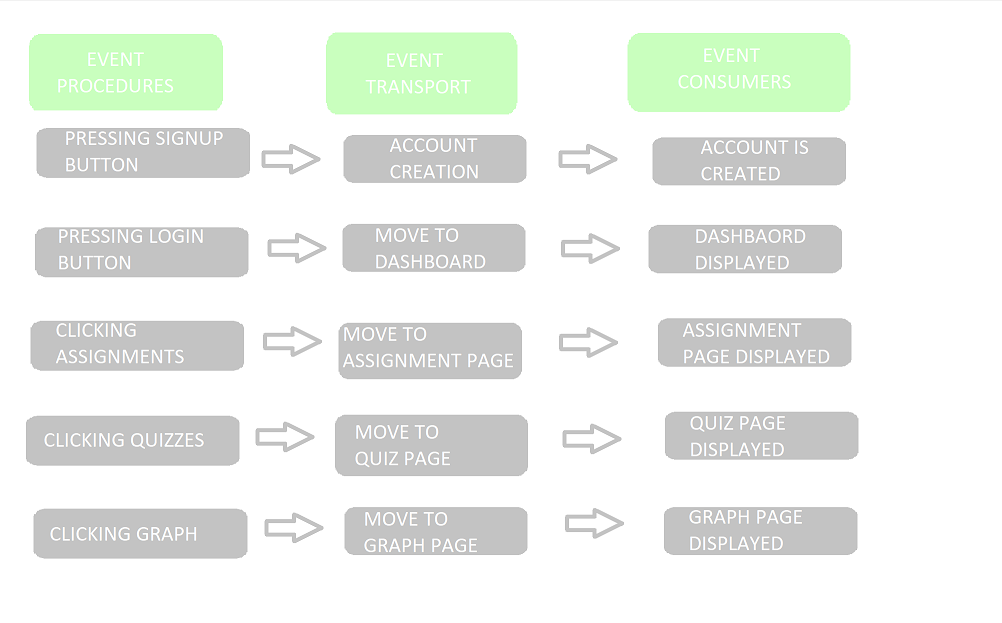 EVENT
PROCEDURES
EVENT
TRANSPORT
EVENT
CONSUMERS
PRESSING SIGNUP
BUTTON
ACCOUNT
CREATION
ACCOUNT IS
CREATED
PRESSING LOGIN
BUTTON
MOVE TO
DASHBOARD
DASHBAORD
DISPLAYED
CLICKING
ASSIGNMENTS
MOVE TO
ASSIGNMENT PAGE
ASSIGNMENT
PAGE DISPLAYED
CLICKING QUIZZES
MOVE TO
QUIZ PAGE
QUIZ PAGE
DISPLAYED
CLICKING GRAPH
MOVE TO
GRAPH PAGE
GRAPH PAGE
DISPLAYED